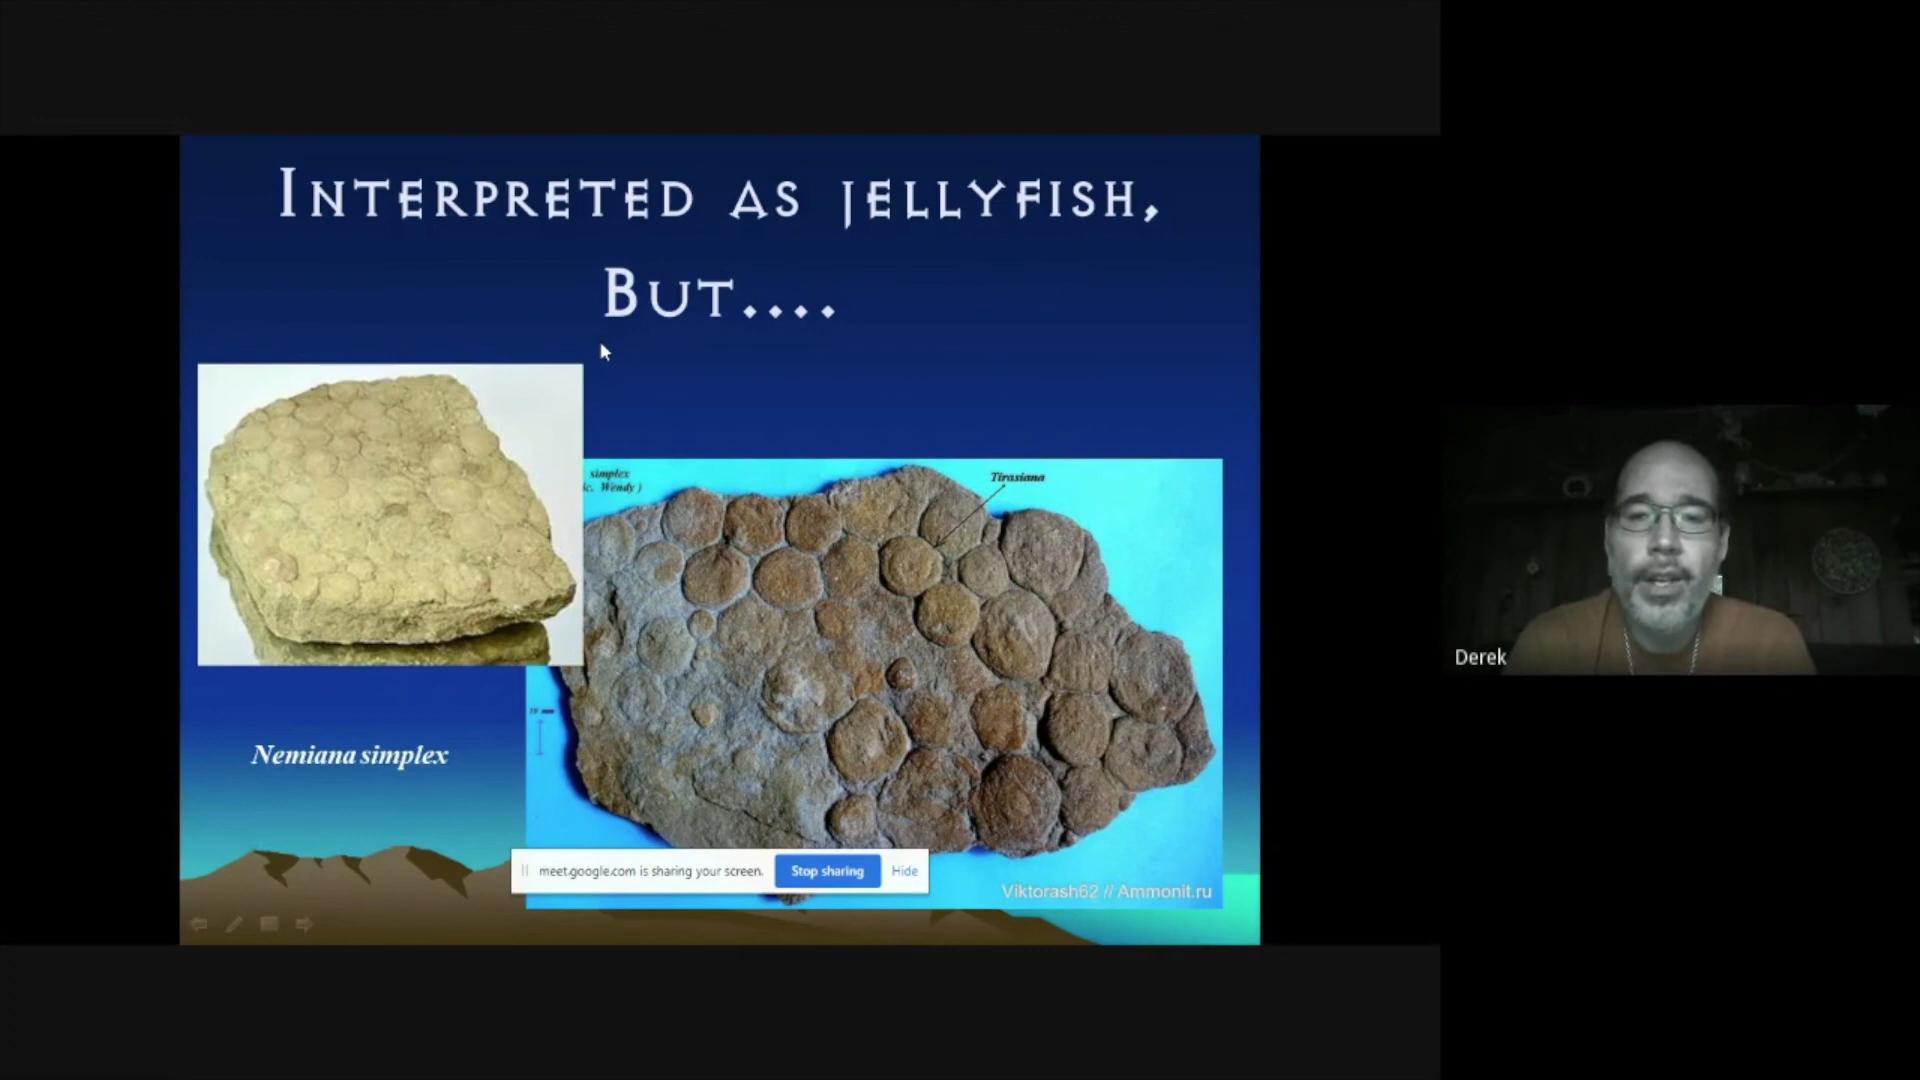 INTERPRETED AS JELLYFISH,
BUT....
simplex
c. Wendy )
Tirasiana
Nemiana simplex
Derek
meet.google.com is sharing your screen.
Stop sharing
Hide
Viktorash62 // Ammonit.ru